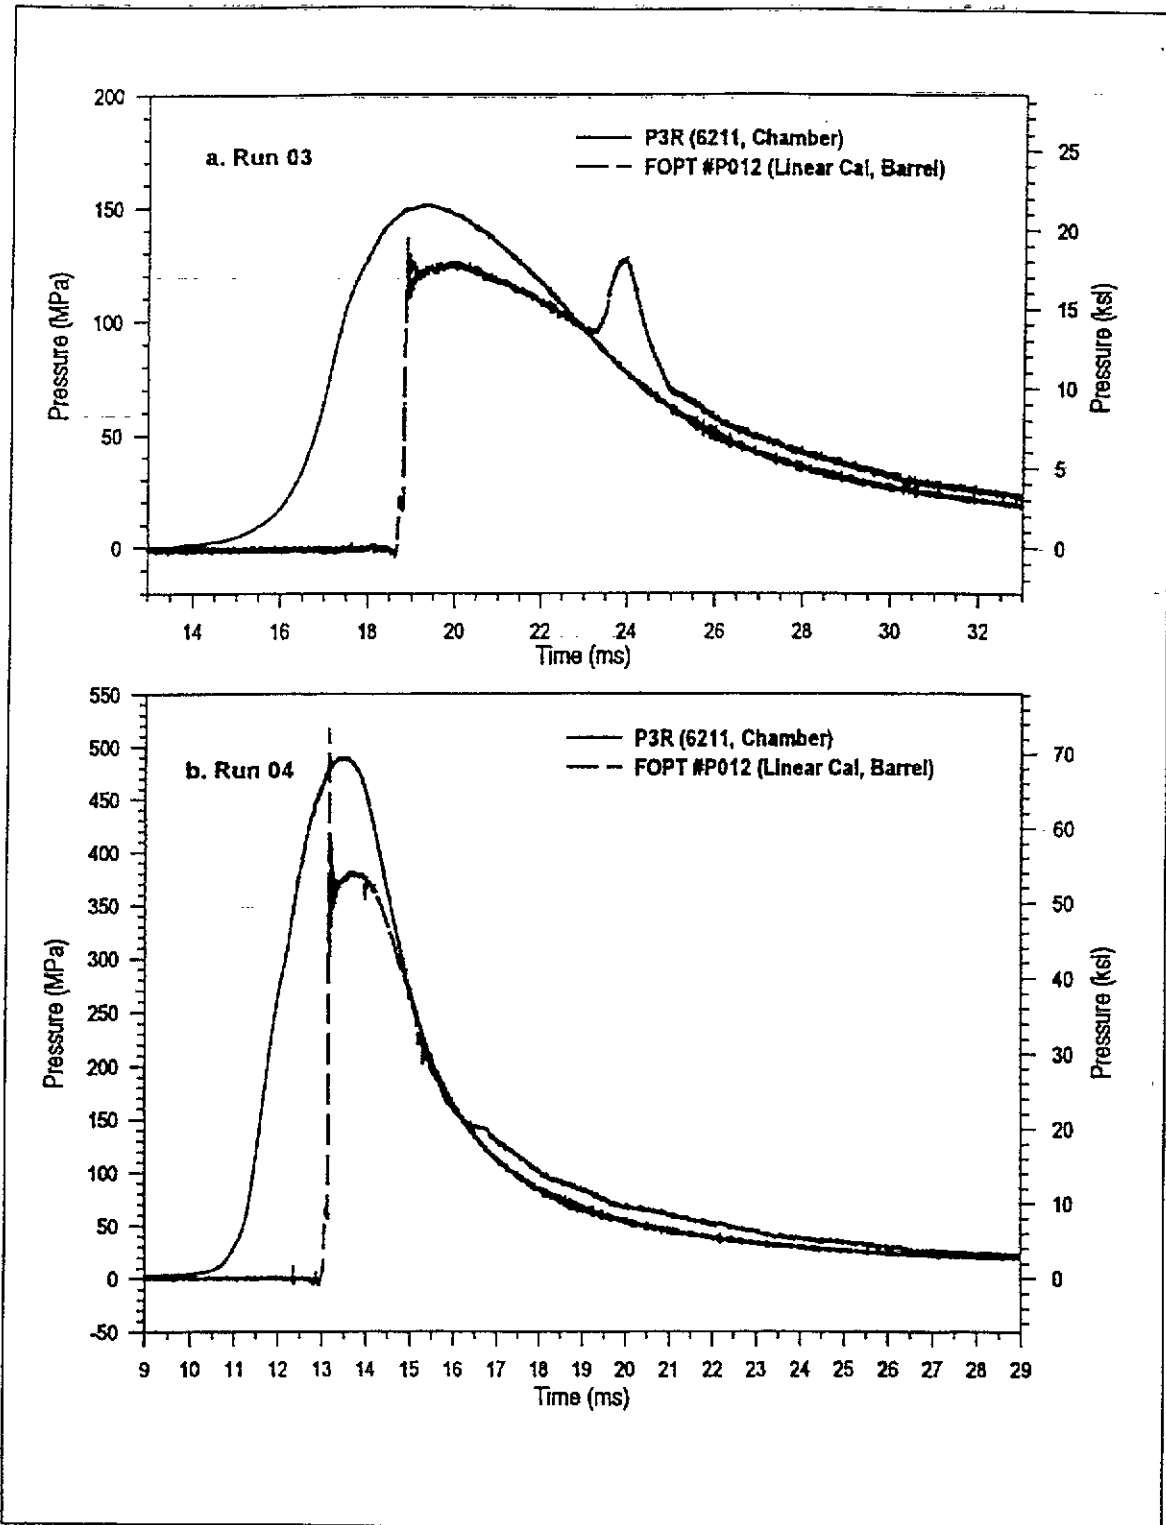 200
150
100
50
0
Pressure (MPa)
a. Run 03
P3R (6211, Chamber)
FOPT #P012 (Linear Cal, Barrel)
25
20
15
10
5
0
Pressure (ksi)
14 16 18 20 22 24 26 28 30 32
Time (ms)
550
500
450
400
350
300
250
200
150
100
50
0
-50
Pressure (MPa)
b. Run 04
P3R (6211, Chamber)
FOPT #P012 (Linear Cal, Barrel)
70
60
50
40
30
20
10
0
Pressure (ksi)
9 10 11 12 13 14 15 16 17 18 19 20 21 22 23 24 25 26 27 28 29
Time (ms)